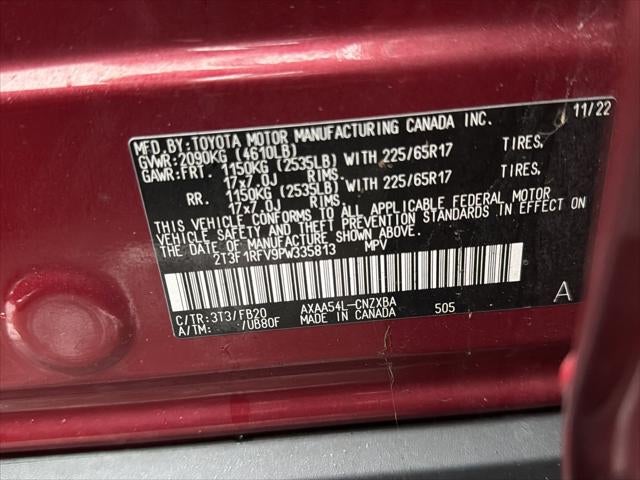 MFD BY:TOYOTA MOTOR MANUFACTURING CANADA INC. 11/22
GVWR:2090KG (4610LB)
GAWR:FRT. 1150KG (2535LB) WITH 225/65R17 TIRES,
17x7.0J RIMS.
RR. 1150KG (2535LB) WITH 225/65R17 TIRES,
17x7.0J RIMS.
THIS VEHICLE CONFORMS TO ALL APPLICABLE FEDERAL MOTOR
VEHICLE SAFETY AND THEFT PREVENTION STANDARDS IN EFFECT ON
THE DATE OF MANUFACTURE SHOWN ABOVE.
2T3F1RFV9PW335813 MPV
C/TR:3T3/FB20 AXAA54L-CNZXBA 505 A
A/TM: /UB80F MADE IN CANADA